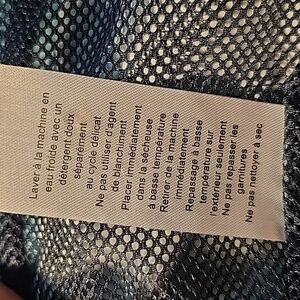 Laver à la machine en
eau froide avec un
détergent doux
séparément
au cycle délicat
Ne pas utiliser d'agent
de blanchiment
Placer immédiatement
dans la sécheuse
à basse température
Retirer de la machine
immédiatement
Repassage à basse
température sur
l'extérieur seulement
Ne pas repasser les
garnitures
Ne pas nettoyer à sec